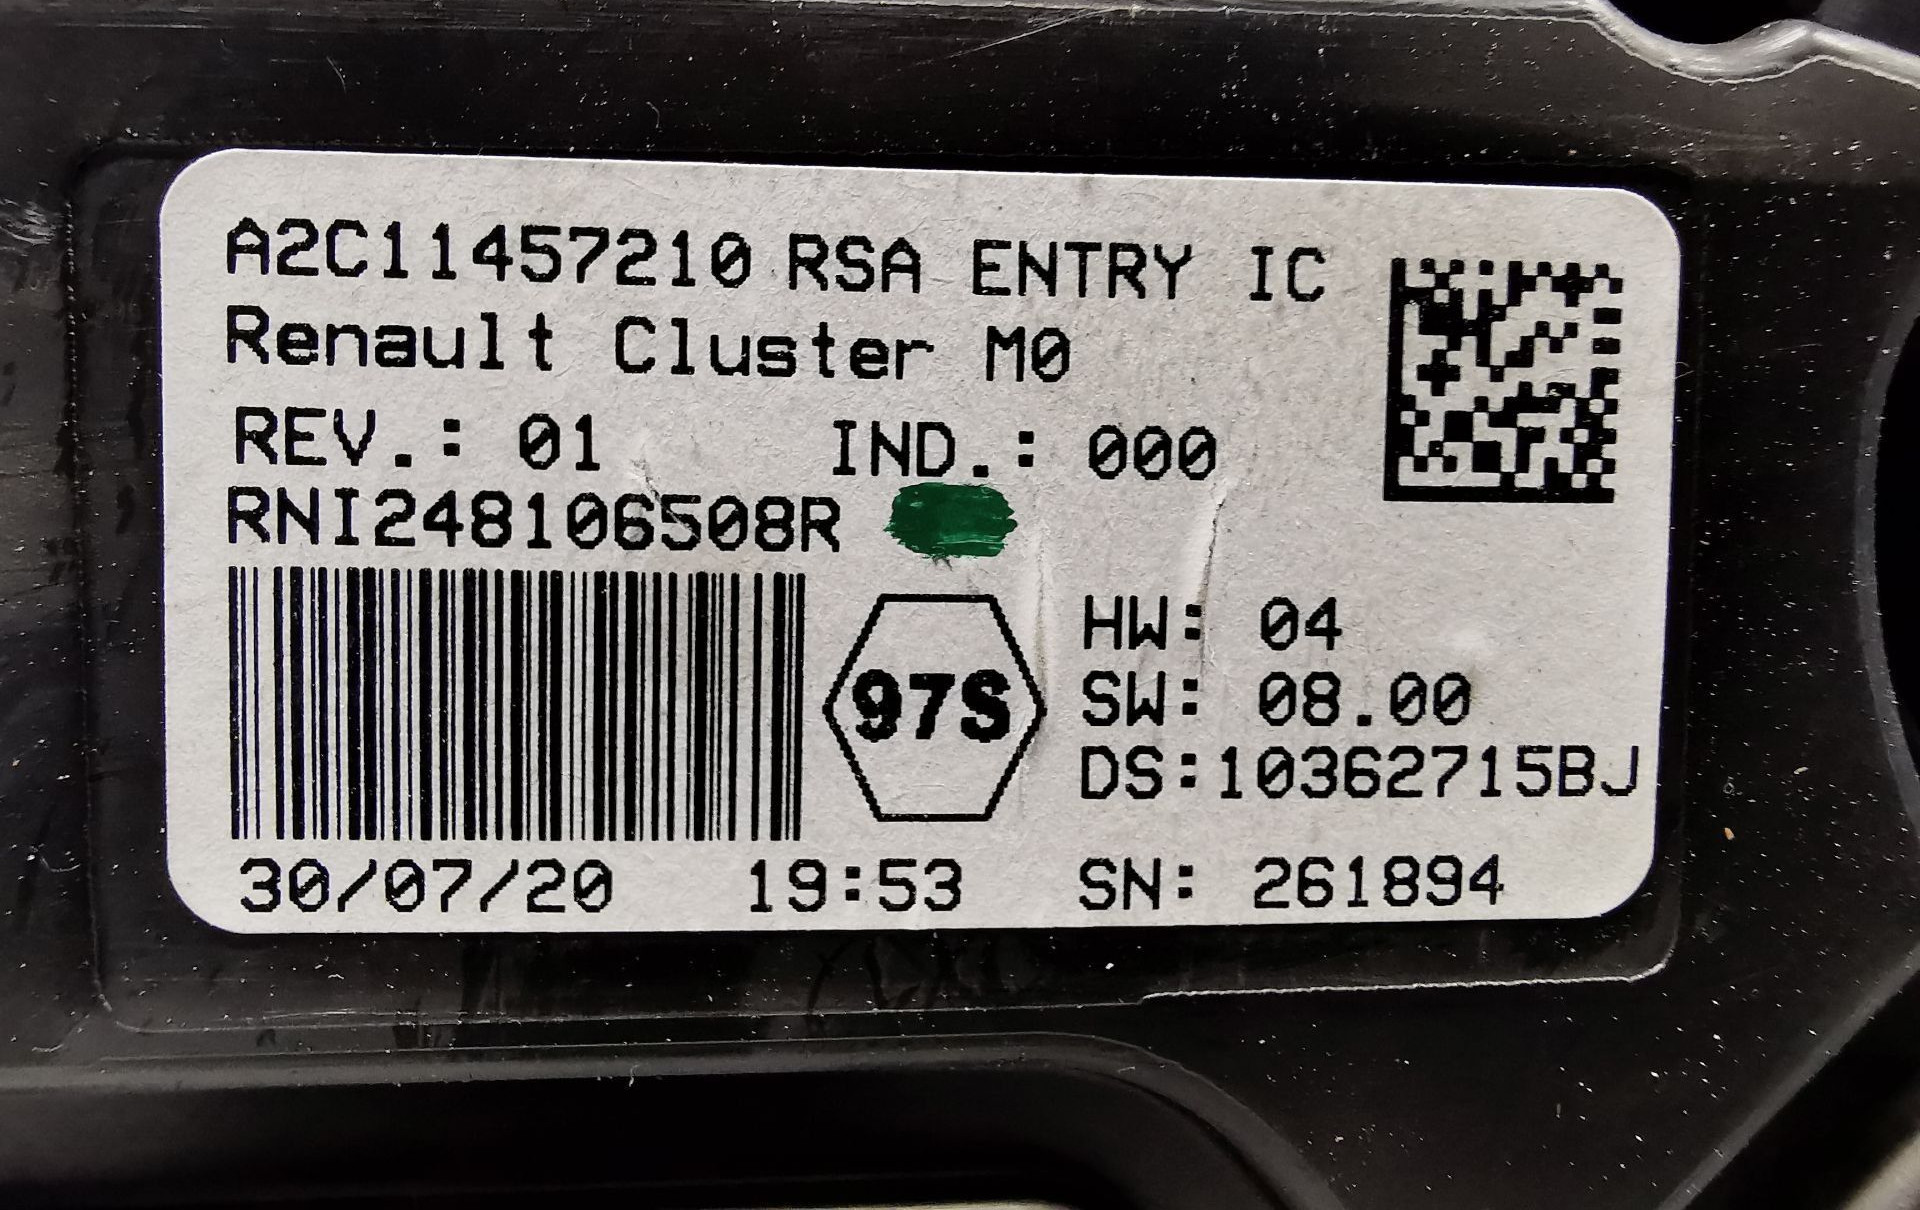 A2C11457210 RSA ENTRY IC
Renault Cluster M0
REV.: 01 IND.: 000
RNI248106508R
97S
HW: 04
SW: 08.00
DS:10362715BJ
30/07/20 19:53 SN: 261894